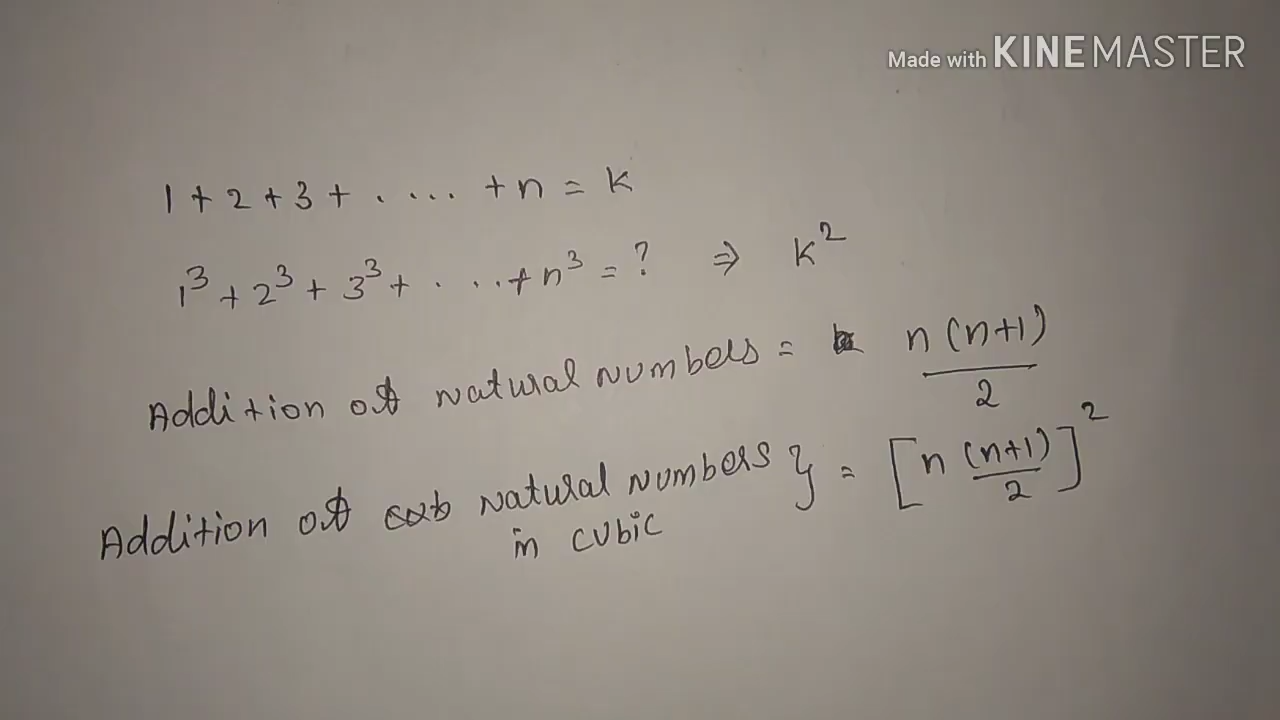 Made with KINEMASTER
1 + 2 + 3 + . ... + n = k
1³ + 2³ + 3³ + . ... + n³ = ? ⇒ k²
Addition of natural numbers = n (n+1) / 2
Addition of natural numbers } = [n (n+1) / 2]²
in cubic